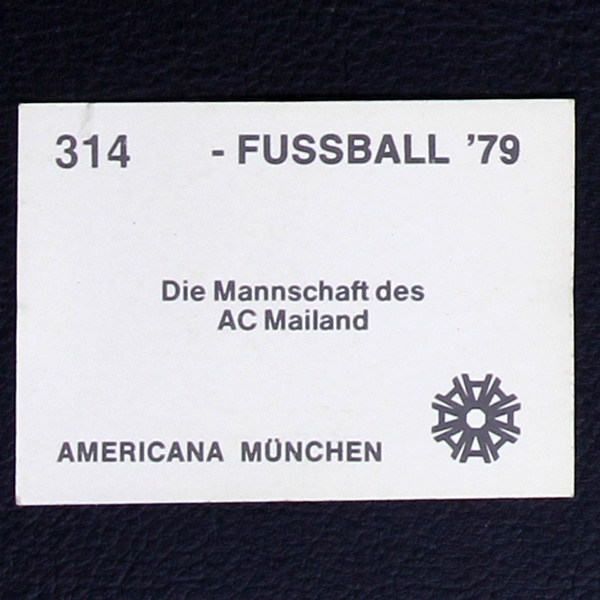 314 - FUSSBALL '79
Die Mannschaft des
AC Mailand
AMERICANA MÜNCHEN